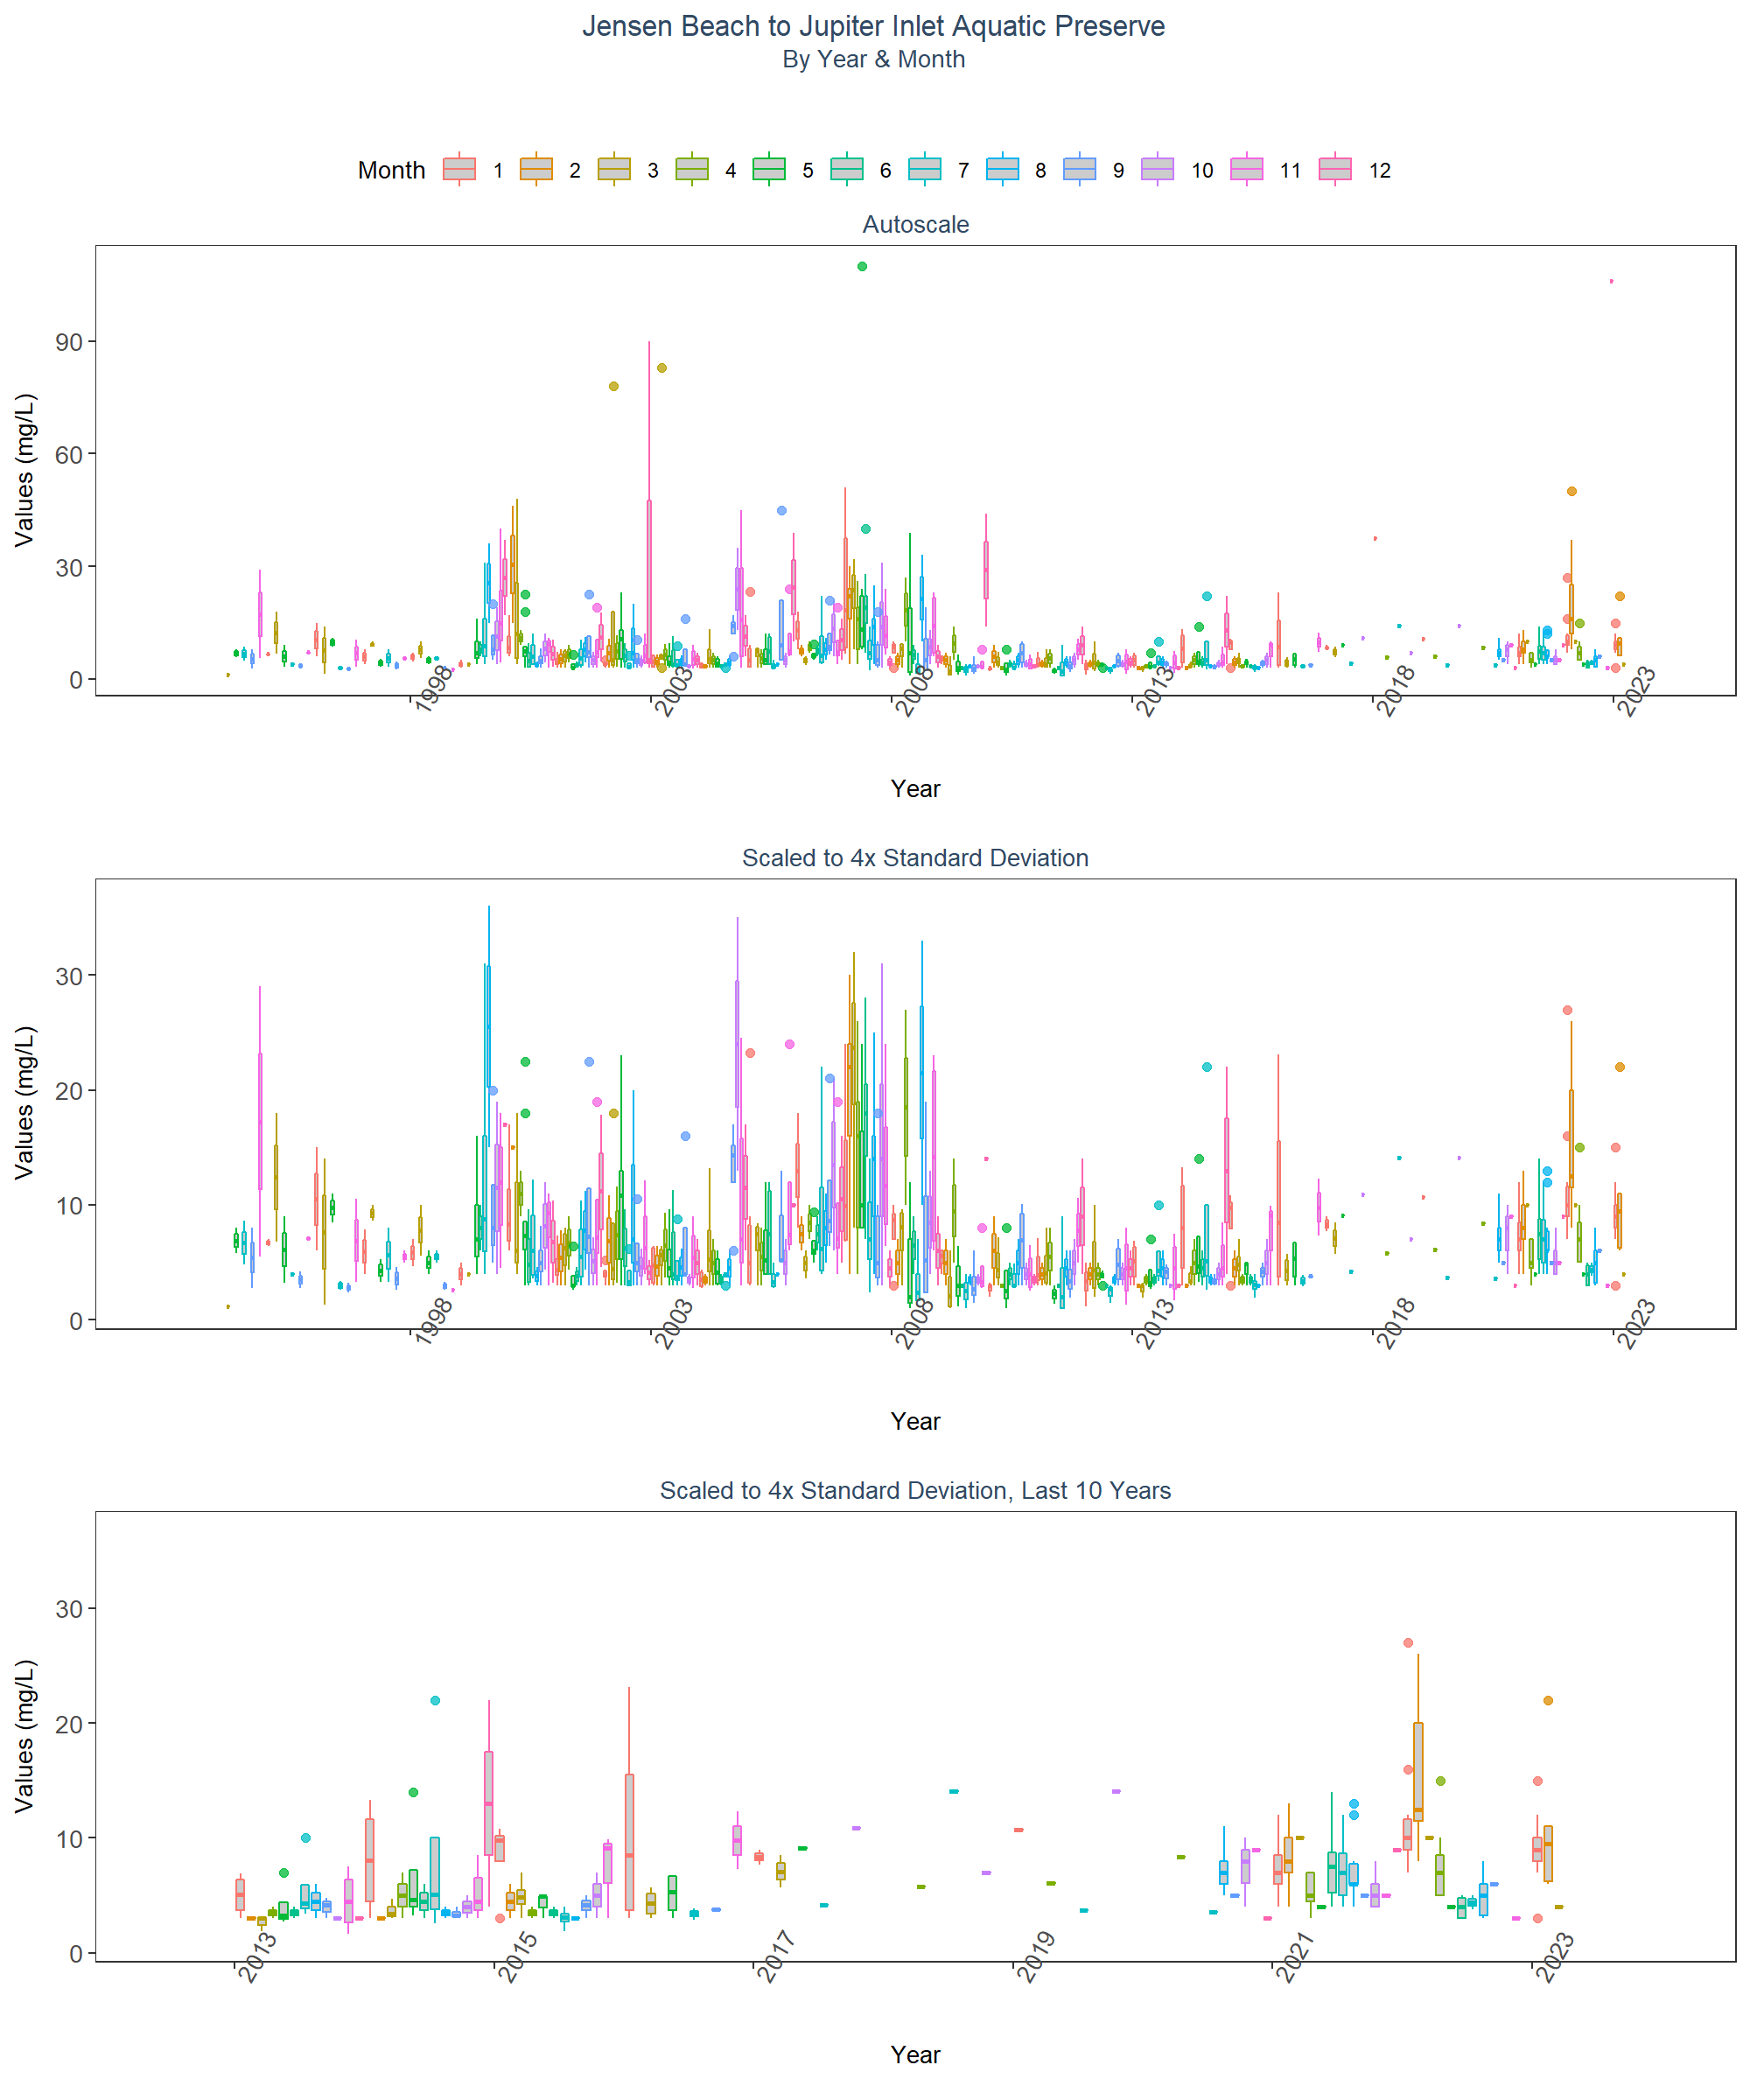 Jensen Beach to Jupiter Inlet Aquatic Preserve
By Year & Month
Month 1 2 3 4 5 6 7 8 9 10 11 12
Autoscale
Values (mg/L)
90
60
30
0
1998 2003 2008 2013 2018 2023
Year
Scaled to 4x Standard Deviation
Values (mg/L)
30
20
10
0
1998 2003 2008 2013 2018 2023
Year
Scaled to 4x Standard Deviation, Last 10 Years
Values (mg/L)
30
20
10
0
2013 2015 2017 2019 2021 2023
Year